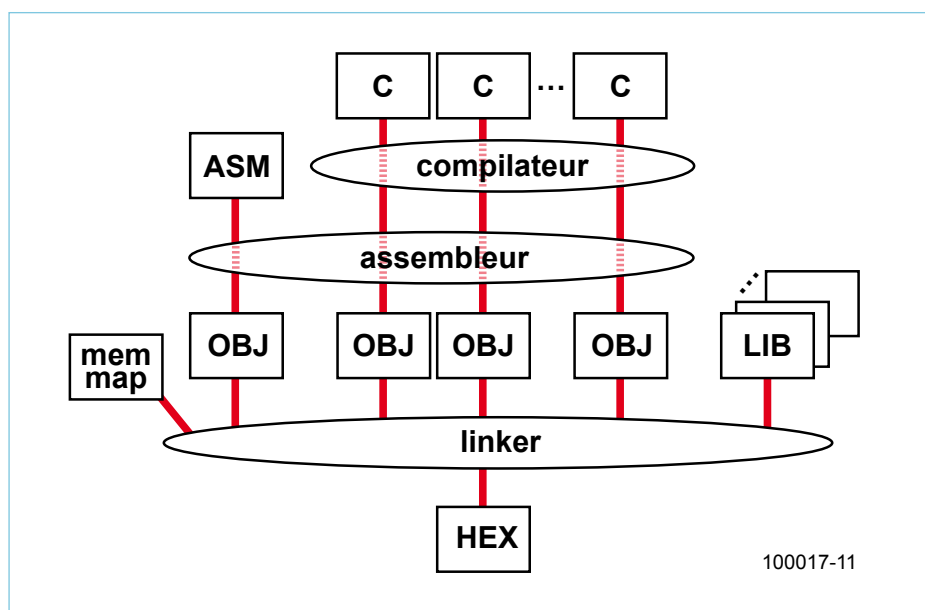 C C ... C
compilateur
ASM
assembleur
OBJ OBJ OBJ OBJ LIB
mem
map
linker
HEX
100017-11